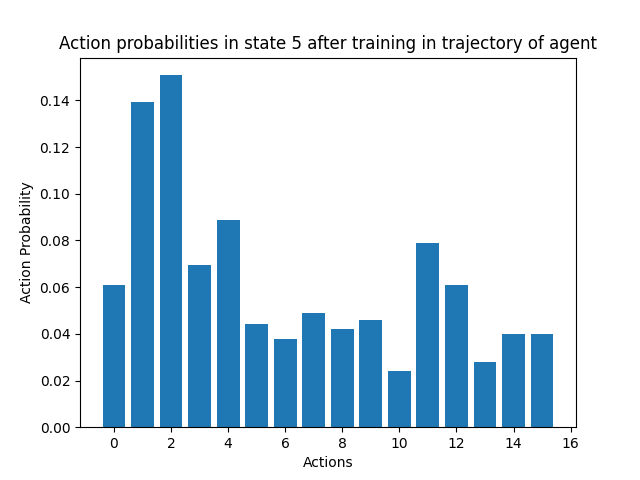 Action probabilities in state 5 after training in trajectory of agent
0.14
0.12
0.10
0.08
0.06
0.04
0.02
0.00
Action Probability
0 2 4 6 8 10 12 14 16
Actions